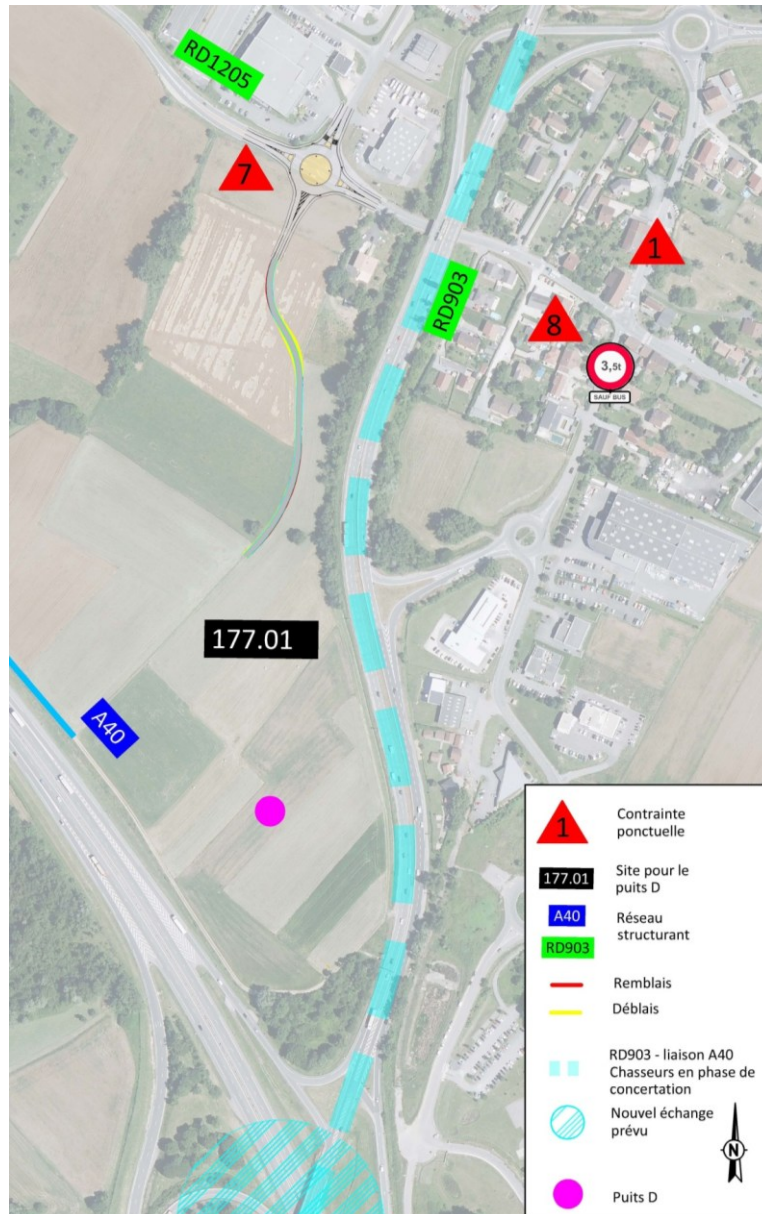 RD1205
7
1
RD903
8
3,5t
SAUF BUS
177.01
A40
1
Contrainte
ponctuelle
177.01
Site pour le
puits D
A40
RD903
Réseau
structurant
Remblais
Déblais
RD903 - liaison A40
Chasseurs en phase de
concertation
Nouvel échange
prévu
N
Puits D